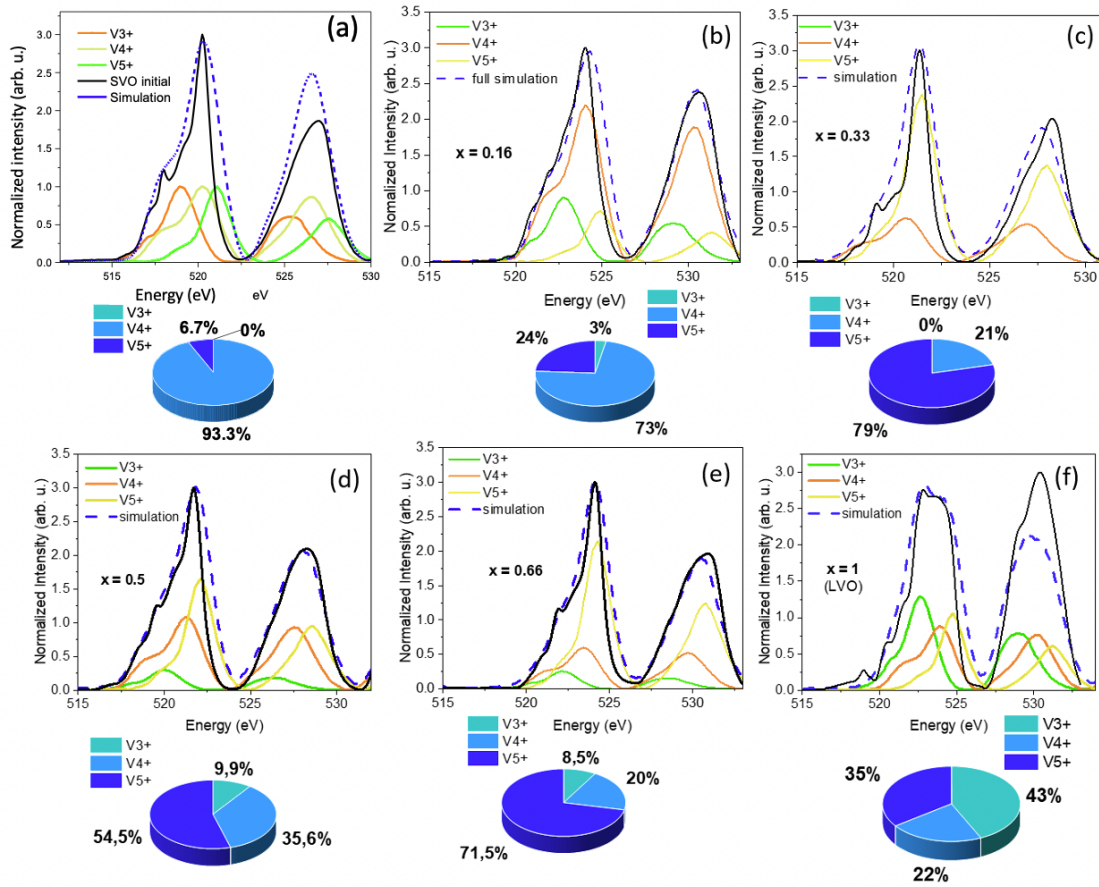 (a)
V3+
V4+
V5+
SVO initial
Simulation
Normalized intensity (arb. u.)
3.0
2.5
2.0
1.5
1.0
0.5
0.0
515
520
525
530
Energy (eV)
eV
V3+
V4+
V5+
6.7%
0%
93.3%
(b)
V3+
V4+
V5+
full simulation
x = 0.16
Normalized Intensity (arb. u.)
3.5
3.0
2.5
2.0
1.5
1.0
0.5
0.0
515
520
525
530
Energy (eV)
V3+
V4+
V5+
24%
3%
73%
(c)
V3+
V4+
V5+
simulation
x = 0.33
Normalized Intensity (arb. u.)
3.5
3.0
2.5
2.0
1.5
1.0
0.5
0.0
515
520
525
530
Energy (eV)
V3+
V4+
V5+
0%
21%
79%
(d)
V3+
V4+
V5+
simulation
x = 0.5
Normalized Intensity (arb. u.)
3.5
3.0
2.5
2.0
1.5
1.0
0.5
0.0
515
520
525
530
Energy (eV)
V3+
V4+
V5+
9,9%
54,5%
35,6%
(e)
V3+
V4+
V5+
simulation
x = 0.66
Normalized Intensity (arb. u.)
3.5
3.0
2.5
2.0
1.5
1.0
0.5
0.0
515
520
525
530
Energy (eV)
V3+
V4+
V5+
8,5%
20%
71,5%
(f)
V3+
V4+
V5+
simulation
x = 1
(LVO)
Normalized Intensity (arb. u.)
3.0
2.5
2.0
1.5
1.0
0.5
0.0
515
520
525
530
Energy (eV)
V3+
V4+
V5+
35%
43%
22%